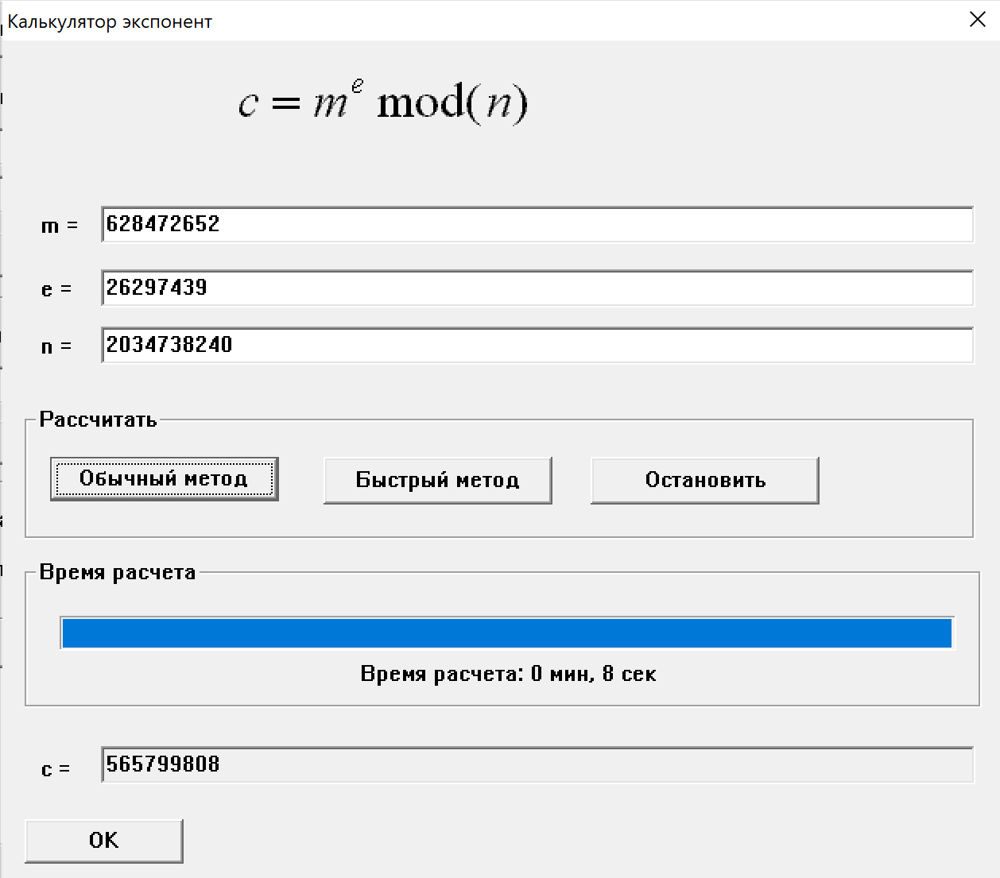 Калькулятор экспонент
c = m^e mod(n)
m = 628472652
e = 26297439
n = 2034738240
Рассчитать
Обычный метод Быстрый метод Остановить
Время расчета
Время расчета: 0 мин, 8 сек
c = 565799808
OK